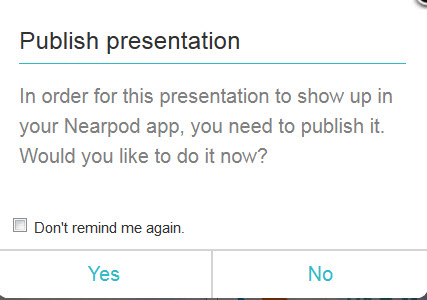 Publish presentation
In order for this presentation to show up in
your Nearpod app, you need to publish it.
Would you like to do it now?
Don't remind me again.
Yes No